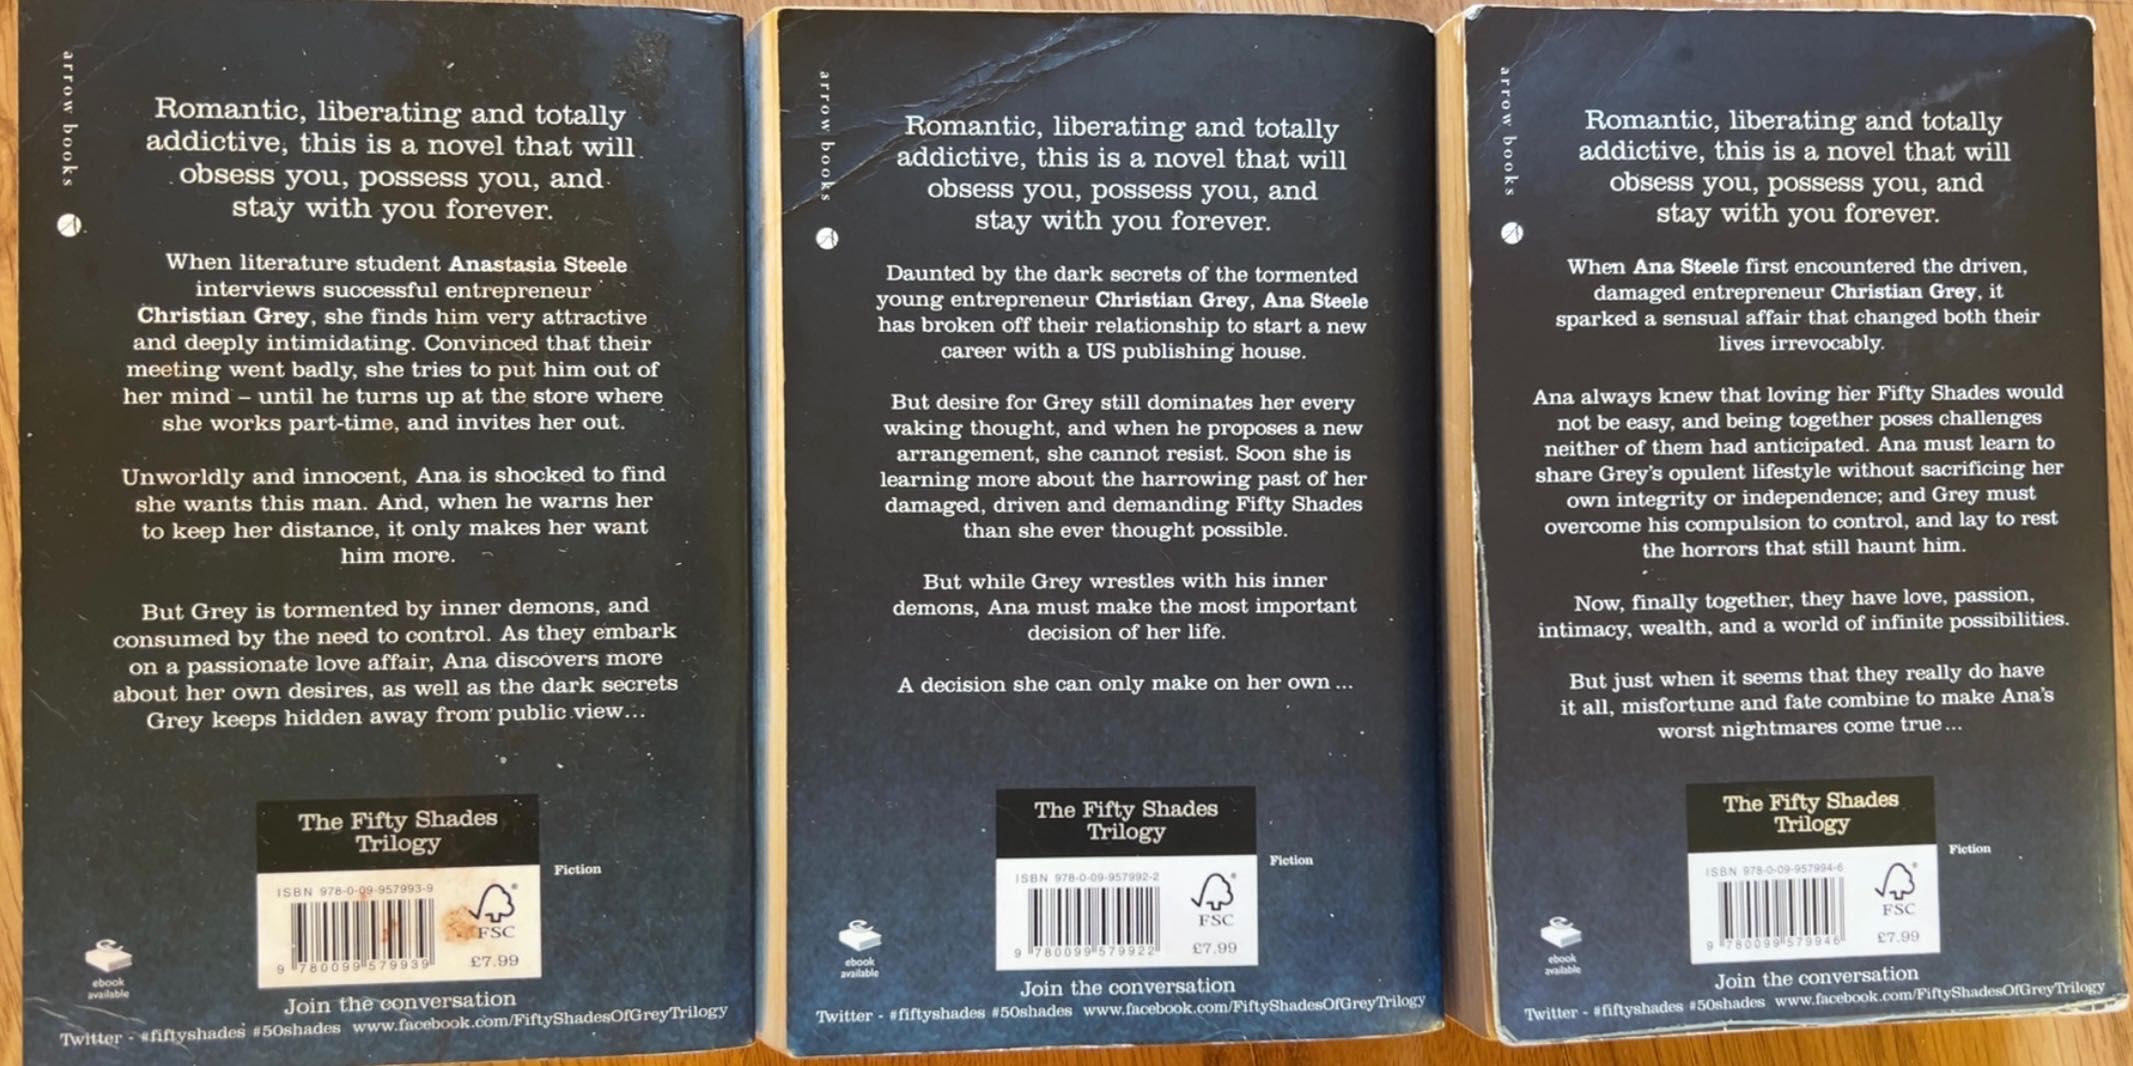 arrow books
Romantic, liberating and totally
addictive, this is a novel that will
obsess you, possess you, and
stay with you forever.
When literature student Anastasia Steele
interviews successful entrepreneur
Christian Grey, she finds him very attractive
and deeply intimidating. Convinced that their
meeting went badly, she tries to put him out of
her mind – until he turns up at the store where
she works part-time, and invites her out.
Unworldly and innocent, Ana is shocked to find
she wants this man. And, when he warns her
to keep her distance, it only makes her want
him more.
But Grey is tormented by inner demons, and
consumed by the need to control. As they embark
on a passionate love affair, Ana discovers more
about her own desires, as well as the dark secrets
Grey keeps hidden away from public view...
The Fifty Shades
Trilogy
Fiction
ISBN 978-0-09-957993-9
FSC
9 780099 579939
£7.99
ebook
available
Join the conversation
Twitter - #fiftyshades #50shades www.facebook.com/FiftyShadesOfGreyTrilogy
arrow books
Romantic, liberating and totally
addictive, this is a novel that will
obsess you, possess you, and
stay with you forever.
Daunted by the dark secrets of the tormented
young entrepreneur Christian Grey, Ana Steele
has broken off their relationship to start a new
career with a US publishing house.
But desire for Grey still dominates her every
waking thought, and when he proposes a new
arrangement, she cannot resist. Soon she is
learning more about the harrowing past of her
damaged, driven and demanding Fifty Shades
than she ever thought possible.
But while Grey wrestles with his inner
demons, Ana must make the most important
decision of her life.
A decision she can only make on her own ...
The Fifty Shades
Trilogy
Fiction
ISBN 978-0-09-957992-2
FSC
9 780099 579922
£7.99
ebook
available
Join the conversation
Twitter - #fiftyshades #50shades www.facebook.com/FiftyShadesOfGreyTrilogy
arrow books
Romantic, liberating and totally
addictive, this is a novel that will
obsess you, possess you, and
stay with you forever.
When Ana Steele first encountered the driven,
damaged entrepreneur Christian Grey, it
sparked a sensual affair that changed both their
lives irrevocably.
Ana always knew that loving her Fifty Shades would
not be easy, and being together poses challenges
neither of them had anticipated. Ana must learn to
share Grey's opulent lifestyle without sacrificing her
own integrity or independence; and Grey must
overcome his compulsion to control, and lay to rest
the horrors that still haunt him.
Now, finally together, they have love, passion,
intimacy, wealth, and a world of infinite possibilities.
But just when it seems that they really do have
it all, misfortune and fate combine to make Ana's
worst nightmares come true...
The Fifty Shades
Trilogy
Fiction
ISBN 978-0-09-957994-6
FSC
9 780099 579946
£7.99
ebook
available
Join the conversation
Twitter - #fiftyshades #50shades www.facebook.com/FiftyShadesOfGreyTrilogy